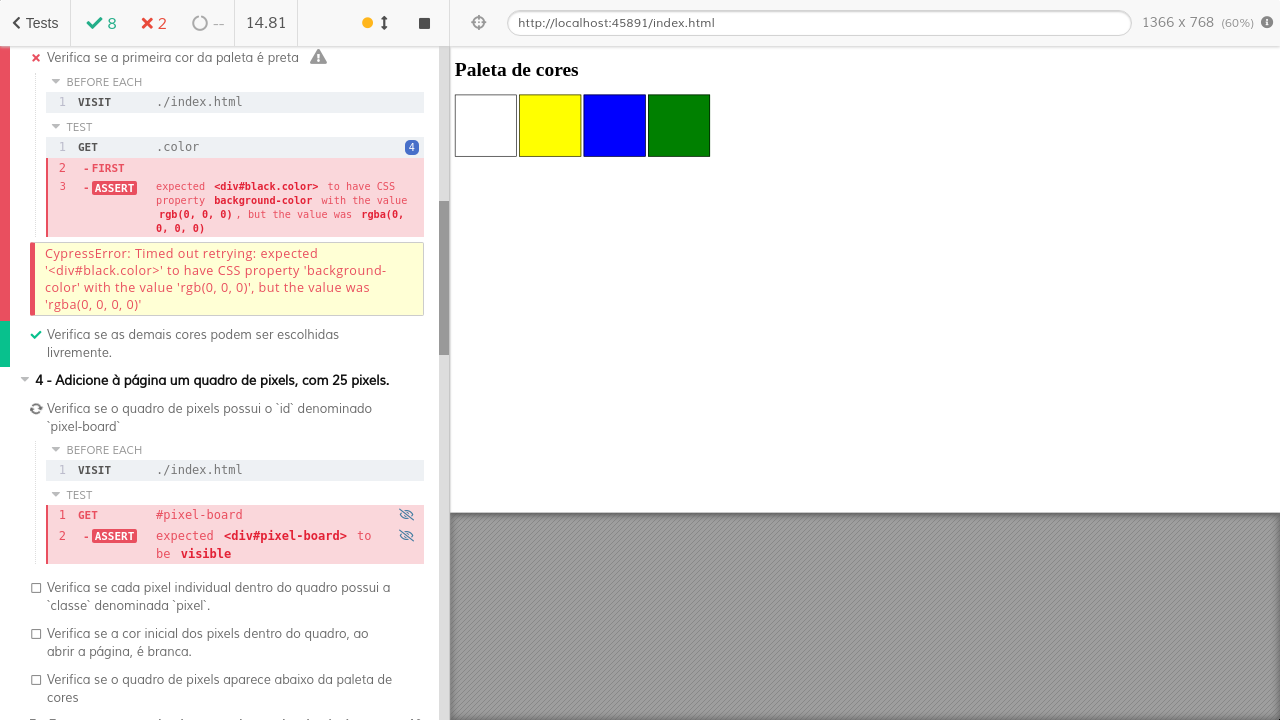 Tests 8 2 -- 14.81 http://localhost:45891/index.html 1366 x 768 (60%)
Verifica se a primeira cor da paleta é preta
BEFORE EACH
1 VISIT ./index.html
TEST
1 GET .color 4
2 - FIRST
3 - ASSERT expected <div#black.color> to have CSS
property background-color with the value
rgb(0, 0, 0) , but the value was rgba(0,
0, 0, 0)
CypressError: Timed out retrying: expected
'<div#black.color>' to have CSS property 'background-
color' with the value 'rgb(0, 0, 0)', but the value was
'rgba(0, 0, 0, 0)'
Verifica se as demais cores podem ser escolhidas
livremente.
4 - Adicione à página um quadro de pixels, com 25 pixels.
Verifica se o quadro de pixels possui o `id` denominado
`pixel-board`
BEFORE EACH
1 VISIT ./index.html
TEST
1 GET #pixel-board
2 - ASSERT expected <div#pixel-board> to
be visible
Verifica se cada pixel individual dentro do quadro possui a
`classe` denominada `pixel`.
Verifica se a cor inicial dos pixels dentro do quadro, ao
abrir a página, é branca.
Verifica se o quadro de pixels aparece abaixo da paleta de
cores
Paleta de cores